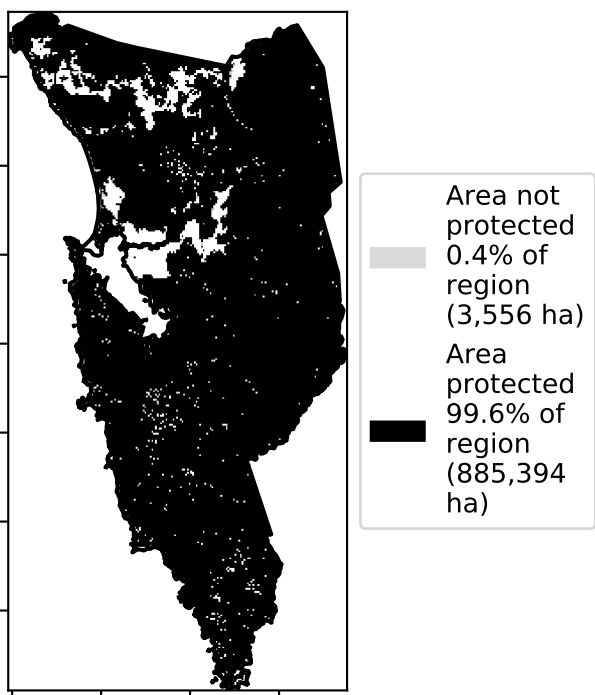 Area not
protected
0.4% of
region
(3,556 ha)
Area
protected
99.6% of
region
(885,394
ha)